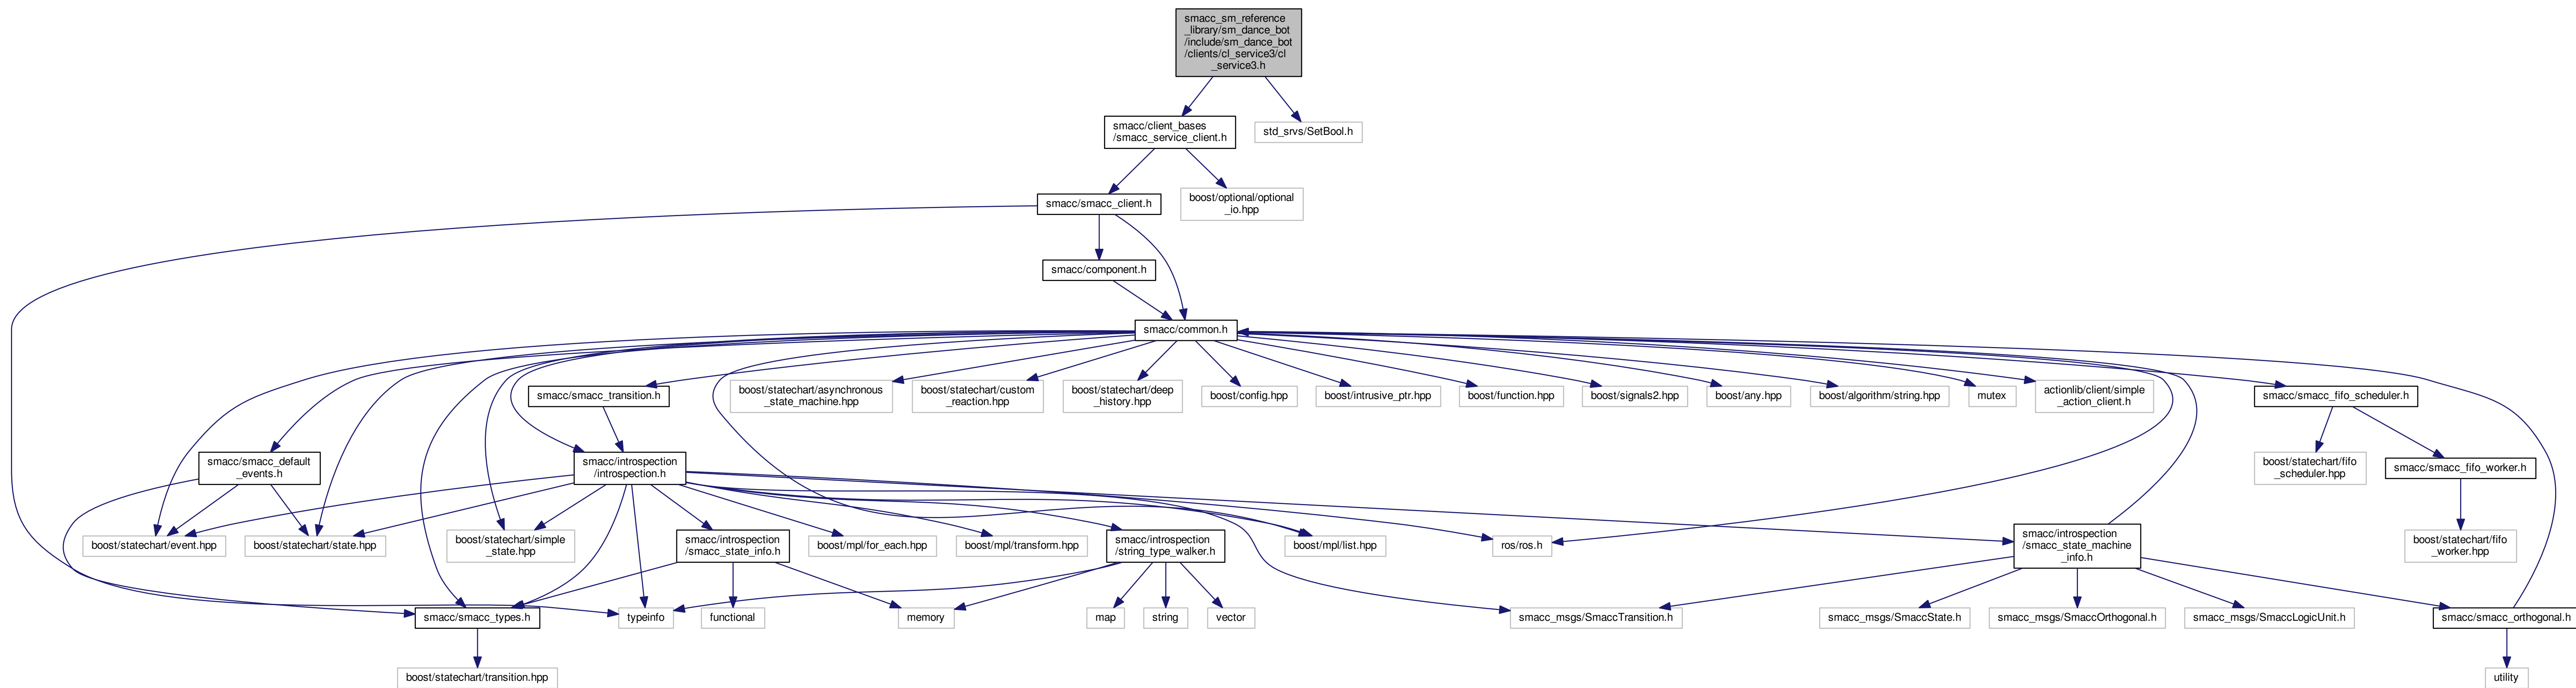 smacc_sm_reference
_library/sm_dance_bot
/include/sm_dance_bot
/clients/cl_service3/cl
_service3.h
smacc/client_bases
/smacc_service_client.h
std_srvs/SetBool.h
smacc/smacc_client.h
boost/optional/optional
_io.hpp
smacc/component.h
smacc/common.h
smacc/smacc_transition.h
boost/statechart/asynchronous
_state_machine.hpp
boost/statechart/custom
_reaction.hpp
boost/statechart/deep
_history.hpp
boost/config.hpp
boost/intrusive_ptr.hpp
boost/function.hpp
boost/signals2.hpp
boost/any.hpp
boost/algorithm/string.hpp
mutex
actionlib/client/simple
_action_client.h
smacc/smacc_fifo_scheduler.h
smacc/smacc_default
_events.h
smacc/introspection
/introspection.h
boost/statechart/fifo
_scheduler.hpp
smacc/smacc_fifo_worker.h
boost/statechart/event.hpp
boost/statechart/state.hpp
boost/statechart/simple
_state.hpp
smacc/introspection
/smacc_state_info.h
boost/mpl/for_each.hpp
boost/mpl/transform.hpp
smacc/introspection
/string_type_walker.h
boost/mpl/list.hpp
ros/ros.h
smacc/introspection
/smacc_state_machine
_info.h
boost/statechart/fifo
_worker.hpp
smacc/smacc_types.h
typeinfo
functional
memory
map
string
vector
smacc_msgs/SmaccTransition.h
smacc_msgs/SmaccState.h
smacc_msgs/SmaccOrthogonal.h
smacc_msgs/SmaccLogicUnit.h
smacc/smacc_orthogonal.h
boost/statechart/transition.hpp
utility